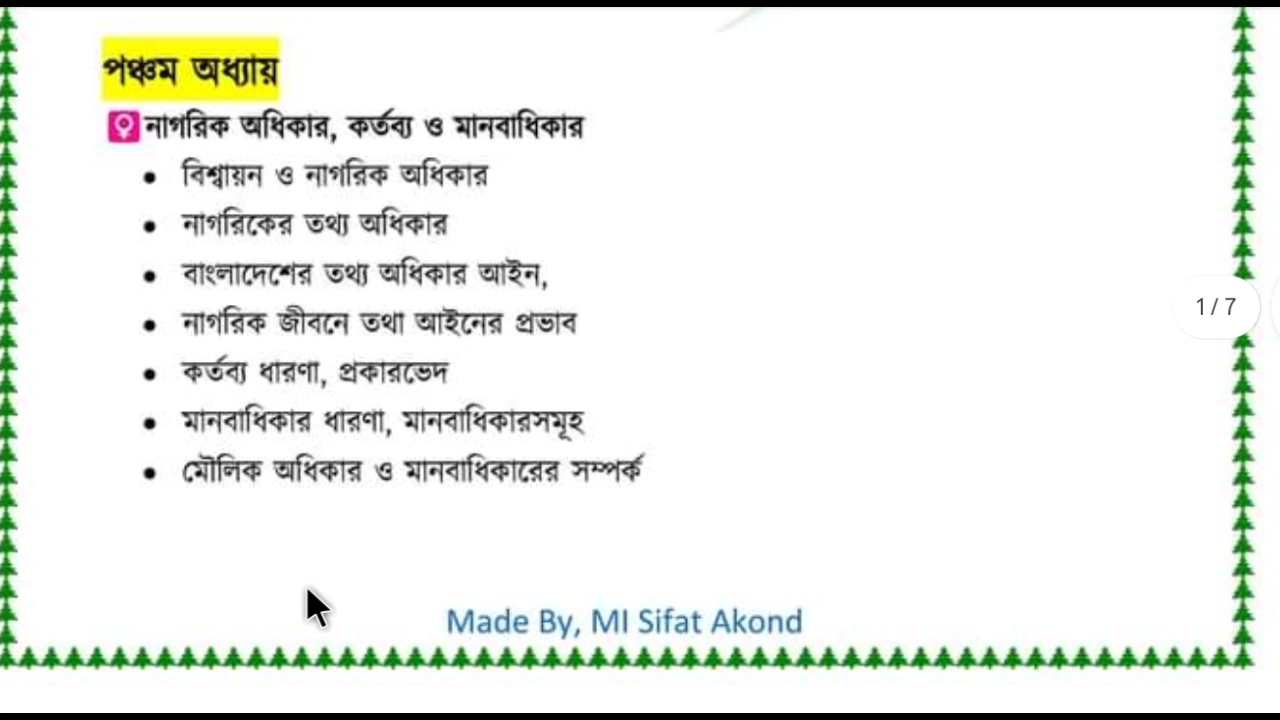 পঞ্চম অধ্যায়
নাগরিক অধিকার, কর্তব্য ও মানবাধিকার
• বিশ্বায়ন ও নাগরিক অধিকার
• নাগরিকের তথ্য অধিকার
• বাংলাদেশের তথ্য অধিকার আইন,
• নাগরিক জীবনে তথা আইনের প্রভাব
• কর্তব্য ধারণা, প্রকারভেদ
• মানবাধিকার ধারণা, মানবাধিকারসমূহ
• মৌলিক অধিকার ও মানবাধিকারের সম্পর্ক
1 / 7
Made By, MI Sifat Akond